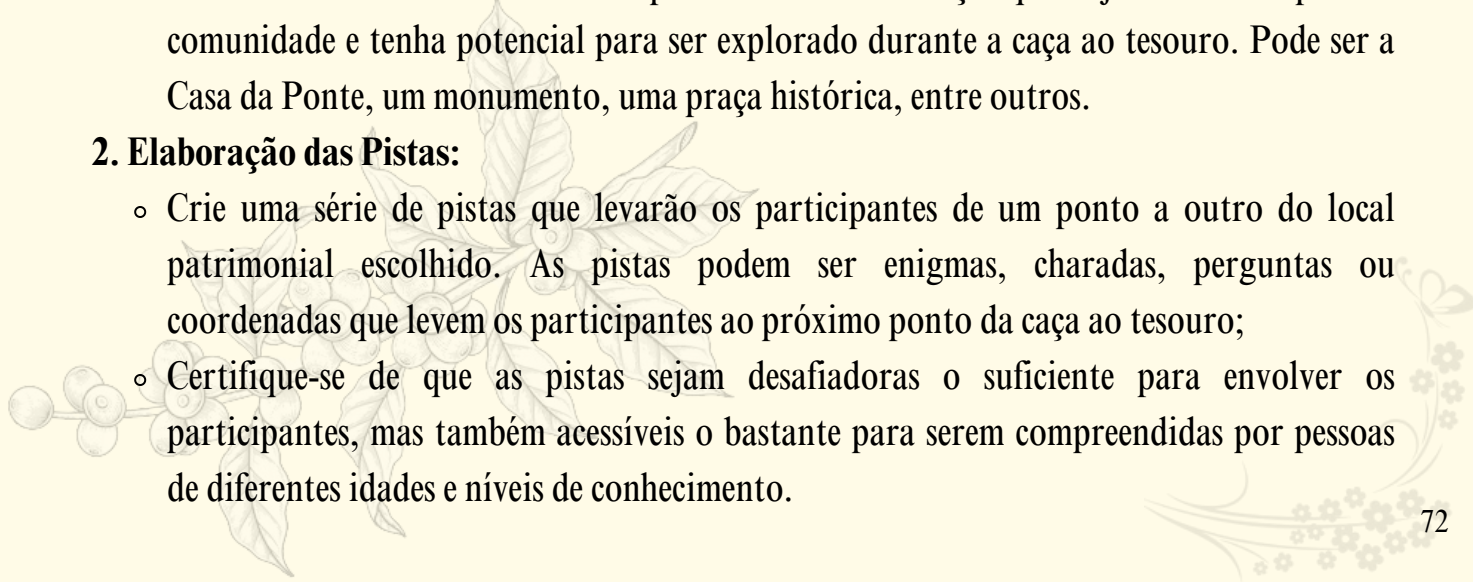 comunidade e tenha potencial para ser explorado durante a caça ao tesouro. Pode ser a
Casa da Ponte, um monumento, uma praça histórica, entre outros.
2. Elaboração das Pistas:
Crie uma série de pistas que levarão os participantes de um ponto a outro do local
patrimonial escolhido. As pistas podem ser enigmas, charadas, perguntas ou
coordenadas que levem os participantes ao próximo ponto da caça ao tesouro;
Certifique-se de que as pistas sejam desafiadoras o suficiente para envolver os
participantes, mas também acessíveis o bastante para serem compreendidas por pessoas
de diferentes idades e níveis de conhecimento.
72